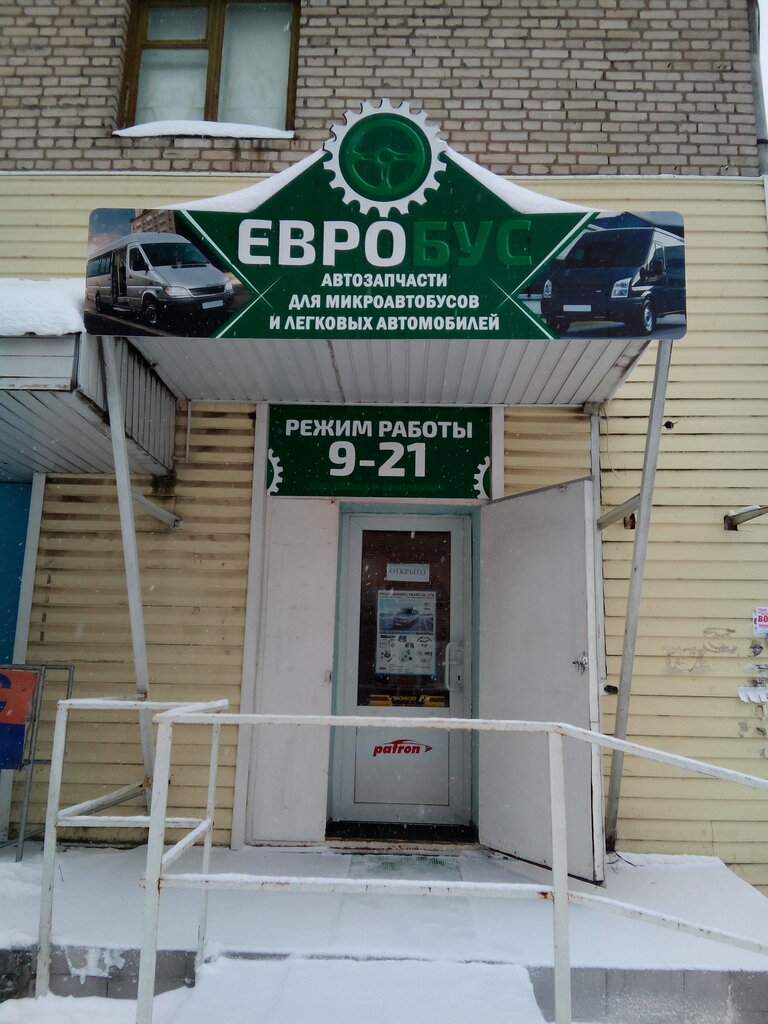 ЕВРОБУС
АВТОЗАПЧАСТИ
ДЛЯ МИКРОАВТОБУСОВ
И ЛЕГКОВЫХ АВТОМОБИЛЕЙ
РЕЖИМ РАБОТЫ
9-21
ОТКРЫТО
patron